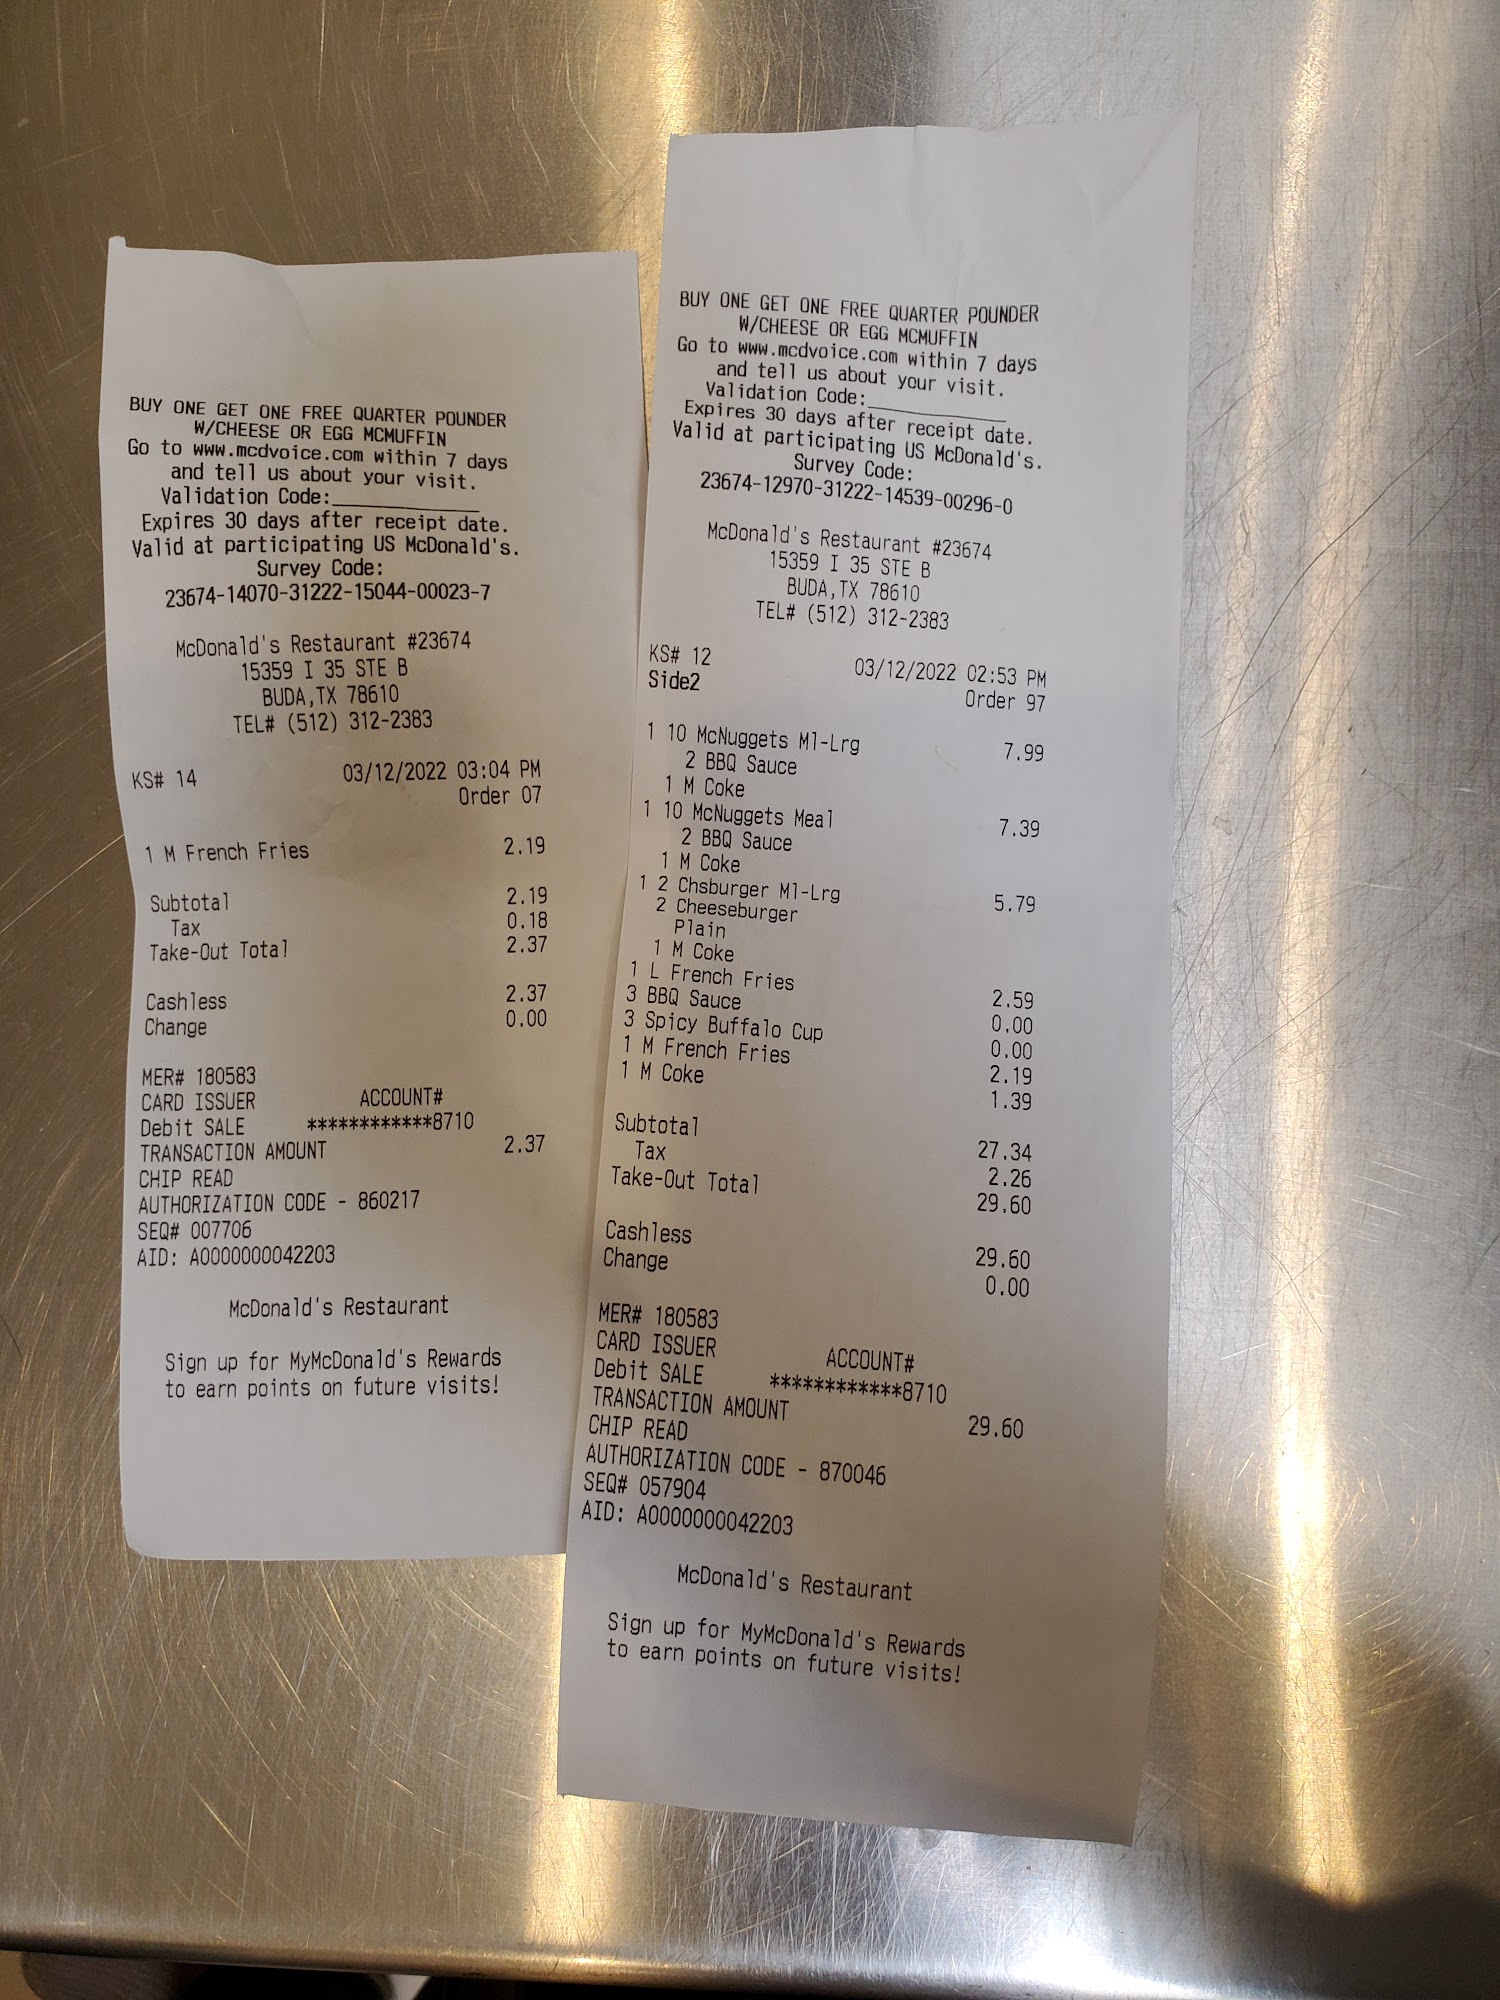 BUY ONE GET ONE FREE QUARTER POUNDER
W/CHEESE OR EGG MCMUFFIN
Go to www.mcdvoice.com within 7 days
and tell us about your visit.
Validation Code:____________
Expires 30 days after receipt date.
Valid at participating US McDonald's.
Survey Code:
23674-14070-31222-15044-00023-7
McDonald's Restaurant #23674
15359 I 35 STE B
BUDA,TX 78610
TEL# (512) 312-2383
KS# 14 03/12/2022 03:04 PM
Order 07
1 M French Fries 2.19
Subtotal 2.19
Tax 0.18
Take-Out Total 2.37
Cashless 2.37
Change 0.00
MER# 180583
CARD ISSUER ACCOUNT#
Debit SALE ************8710
TRANSACTION AMOUNT 2.37
CHIP READ
AUTHORIZATION CODE - 860217
SEQ# 007706
AID: A0000000042203
McDonald's Restaurant
Sign up for MyMcDonald's Rewards
to earn points on future visits!
BUY ONE GET ONE FREE QUARTER POUNDER
W/CHEESE OR EGG MCMUFFIN
Go to www.mcdvoice.com within 7 days
and tell us about your visit.
Validation Code:____________
Expires 30 days after receipt date.
Valid at participating US McDonald's.
Survey Code:
23674-12970-31222-14539-00296-0
McDonald's Restaurant #23674
15359 I 35 STE B
BUDA,TX 78610
TEL# (512) 312-2383
KS# 12 03/12/2022 02:53 PM
Side2 Order 97
1 10 McNuggets Ml-Lrg 7.99
2 BBQ Sauce
1 M Coke
1 10 McNuggets Meal 7.39
2 BBQ Sauce
1 M Coke
1 2 Chsburger Ml-Lrg 5.79
2 Cheeseburger
Plain
1 M Coke
1 L French Fries 2.59
3 BBQ Sauce 0.00
3 Spicy Buffalo Cup 0.00
1 M French Fries 2.19
1 M Coke 1.39
Subtotal 27.34
Tax 2.26
Take-Out Total 29.60
Cashless 29.60
Change 0.00
MER# 180583
CARD ISSUER ACCOUNT#
Debit SALE ************8710
TRANSACTION AMOUNT 29.60
CHIP READ
AUTHORIZATION CODE - 870046
SEQ# 057904
AID: A0000000042203
McDonald's Restaurant
Sign up for MyMcDonald's Rewards
to earn points on future visits!